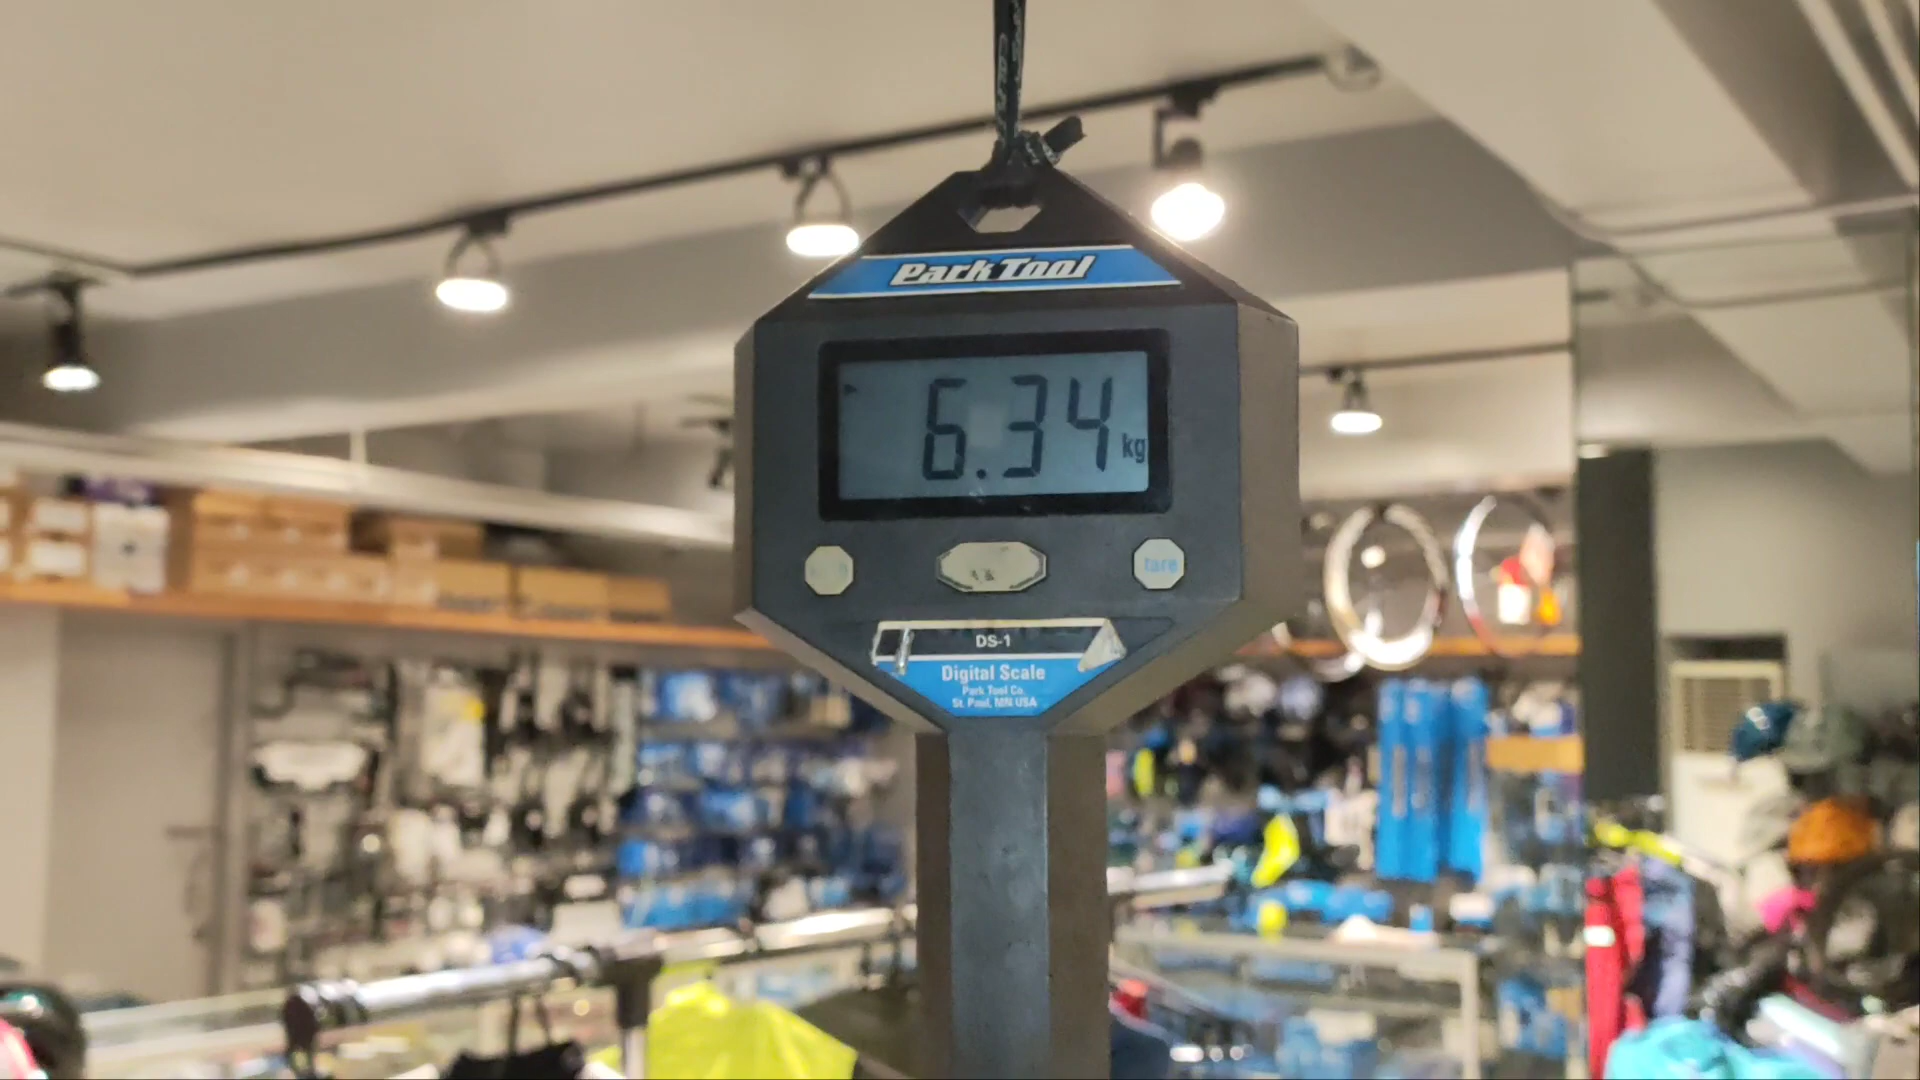 Park Tool
6.34
kg
tare
DS-1
Digital Scale
Park Tool Co.
St. Paul, MN USA